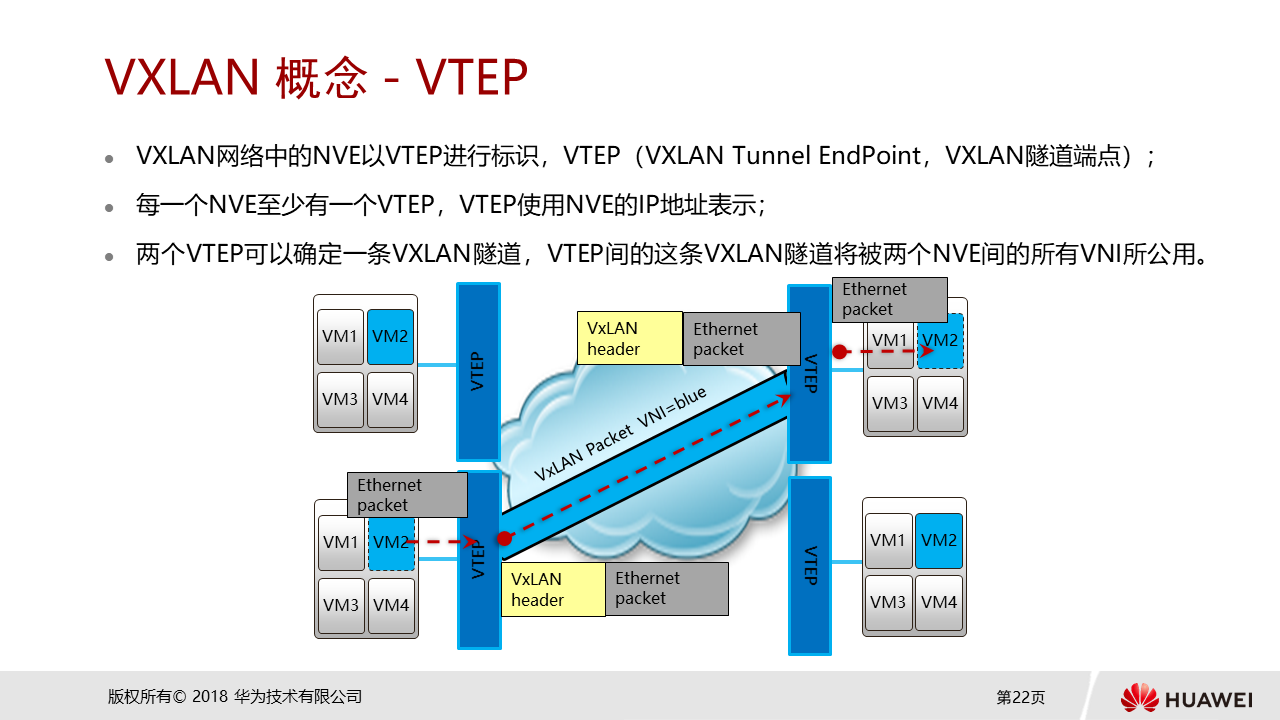 VXLAN 概念 - VTEP
VXLAN网络中的NVE以VTEP进行标识，VTEP（VXLAN Tunnel EndPoint，VXLAN隧道端点）；
每一个NVE至少有一个VTEP，VTEP使用NVE的IP地址表示；
两个VTEP可以确定一条VXLAN隧道，VTEP间的这条VXLAN隧道将被两个NVE间的所有VNI所公用。
VM1
VM2
VM3
VM4
VTEP
VxLAN
header
Ethernet
packet
VTEP
Ethernet
packet
VM1
VM2
VM3
VM4
VxLAN Packet VNI=blue
Ethernet
packet
VM1
VM2
VM3
VM4
VTEP
VxLAN
header
Ethernet
packet
VTEP
VM1
VM2
VM3
VM4
版权所有© 2018 华为技术有限公司
第22页
HUAWEI